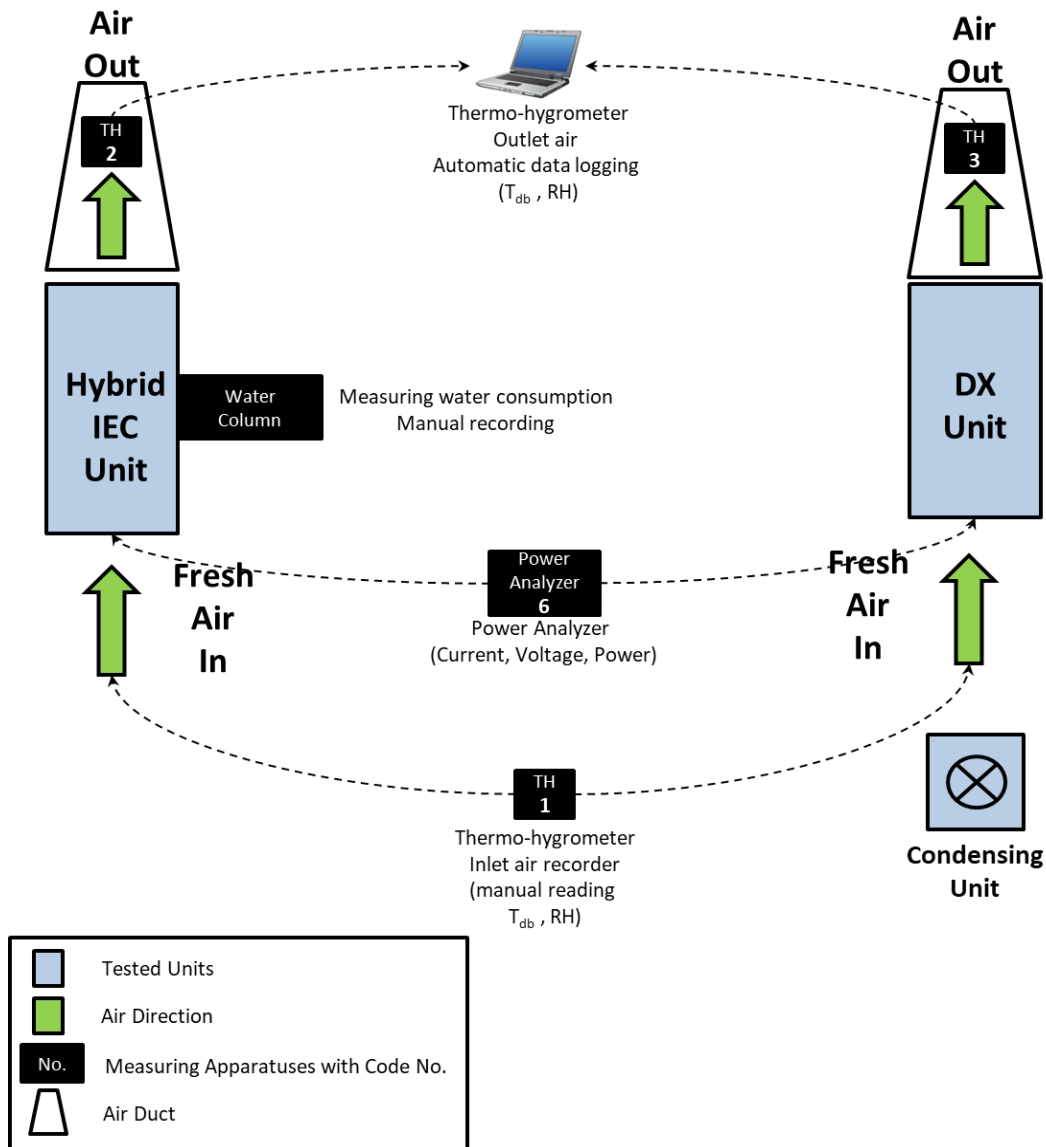 Air
Out
Air
Out
TH
2
TH
3
Thermo-hygrometer
Outlet air
Automatic data logging
(Tdb , RH)
Hybrid
IEC
Unit
Water
Column
Measuring water consumption
Manual recording
DX
Unit
Fresh
Air
In
Power
Analyzer
6
Power Analyzer
(Current, Voltage, Power)
Fresh
Air
In
TH
1
Thermo-hygrometer
Inlet air recorder
(manual reading
Tdb , RH)
Condensing
Unit
Tested Units
Air Direction
No.
Measuring Apparatuses with Code No.
Air Duct